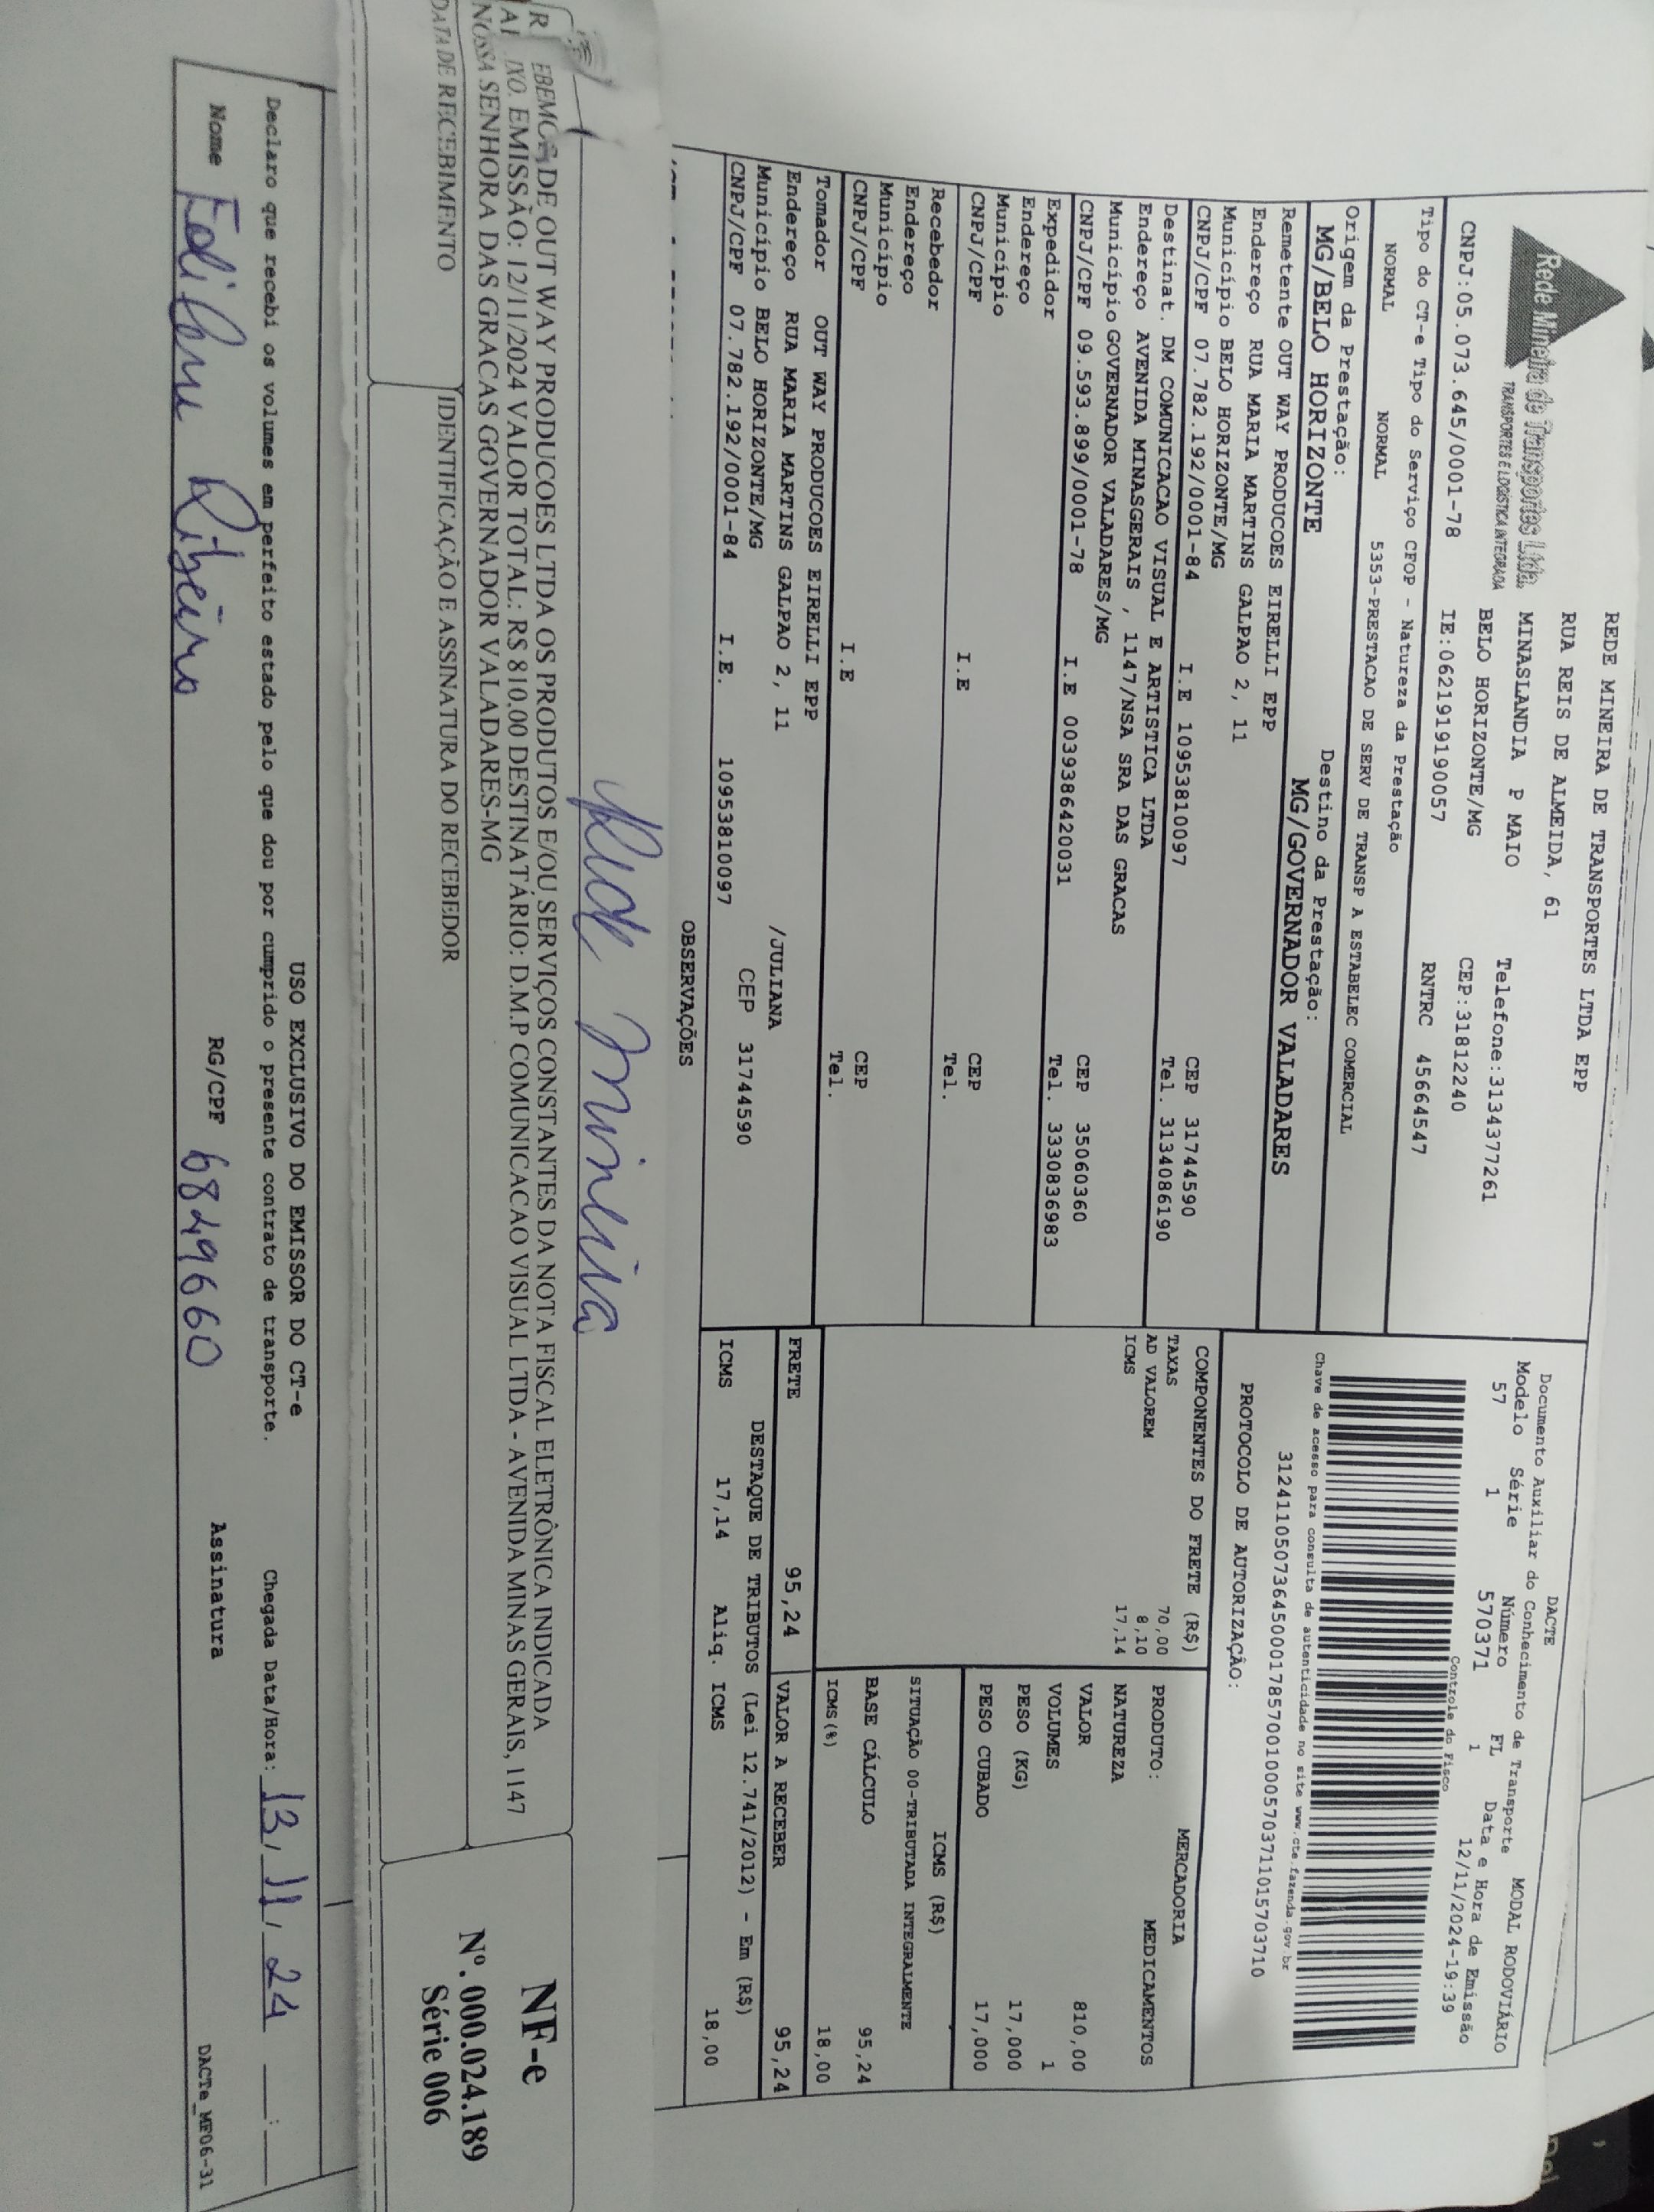 Rede Mineira de Transportes Ltda.
TRANSPORTES E LOGÍSTICA INTEGRADA
REDE MINEIRA DE TRANSPORTES LTDA EPP
RUA REIS DE ALMEIDA, 61
MINASLANDIA P MAIO Telefone:3134377261
BELO HORIZONTE/MG CEP:31812240
CNPJ:05.073.645/0001-78 IE:0621919190057 RNTRC 45664547
Tipo do CT-e Tipo do Serviço CFOP - Natureza da Prestação
NORMAL NORMAL 5353-PRESTACAO DE SERV DE TRANSP A ESTABELEC COMERCIAL
Origem da Prestação: Destino da Prestação:
MG/BELO HORIZONTE MG/GOVERNADOR VALADARES
Remetente OUT WAY PRODUCOES EIRELLI EPP
Endereço RUA MARIA MARTINS GALPAO 2, 11
Município BELO HORIZONTE/MG CEP 31744590
CNPJ/CPF 07.782.192/0001-84 I.E 10953810097 Tel. 3134086190
Destinat. DM COMUNICACAO VISUAL E ARTISTICA LTDA
Endereço AVENIDA MINASGERAIS , 1147/NSA SRA DAS GRACAS
Município GOVERNADOR VALADARES/MG CEP 35060360
CNPJ/CPF 09.593.899/0001-78 I.E 0039386420031 Tel. 3330836983
Expedidor
Endereço
Município CEP
CNPJ/CPF I.E Tel.
Recebedor
Endereço
Município CEP
CNPJ/CPF I.E Tel.
Tomador OUT WAY PRODUCOES EIRELLI EPP
Endereço RUA MARIA MARTINS GALPAO 2, 11 /JULIANA
Município BELO HORIZONTE/MG CEP 31744590
CNPJ/CPF 07.782.192/0001-84 I.E. 10953810097
OBSERVAÇÕES
DACTE
Documento Auxiliar do Conhecimento de Transporte MODAL RODOVIÁRIO
Modelo Série Número FL Data e Hora de Emissão
57 1 570371 1 12/11/2024-19:39
Controle do Fisco
Chave de acesso para consulta de autenticidade no site www.cte.fazenda.gov.br
31241105073645000178570010005703711015703710
PROTOCOLO DE AUTORIZAÇÃO:
COMPONENTES DO FRETE (R$)
TAXAS 70,00
AD VALOREM 8,10
ICMS 17,14
MERCADORIA
PRODUTO: MEDICAMENTOS
NATUREZA
VALOR 810,00
VOLUMES 1
PESO (KG) 17,000
PESO CUBADO 17,000
ICMS (R$)
SITUAÇÃO 00-TRIBUTADA INTEGRALMENTE
BASE CÁLCULO 95,24
ICMS(%) 18,00
FRETE 95,24 VALOR A RECEBER 95,24
DESTAQUE DE TRIBUTOS (Lei 12.741/2012) - Em (R$)
ICMS 17,14 Aliq. ICMS 18,00
Rede Mineira
EBEMOS DE OUT WAY PRODUCOES LTDA OS PRODUTOS E/OU SERVIÇOS CONSTANTES DA NOTA FISCAL ELETRÔNICA INDICADA
IXO. EMISSÃO: 12/11/2024 VALOR TOTAL: R$ 810,00 DESTINATÁRIO: D.M.P COMUNICACAO VISUAL LTDA - AVENIDA MINAS GERAIS, 1147
NOSSA SENHORA DAS GRACAS GOVERNADOR VALADARES-MG
DATA DE RECEBIMENTO IDENTIFICAÇÃO E ASSINATURA DO RECEBEDOR
NF-e
Nº. 000.024.189
Série 006
USO EXCLUSIVO DO EMISSOR DO CT-e
Declaro que recebi os volumes em perfeito estado pelo que dou por cumprido o presente contrato de transporte. Chegada Data/Hora: 13/11/24 __:__
Nome Edilene Ribeiro RG/CPF 6849660 Assinatura
DACTe_MF06-31